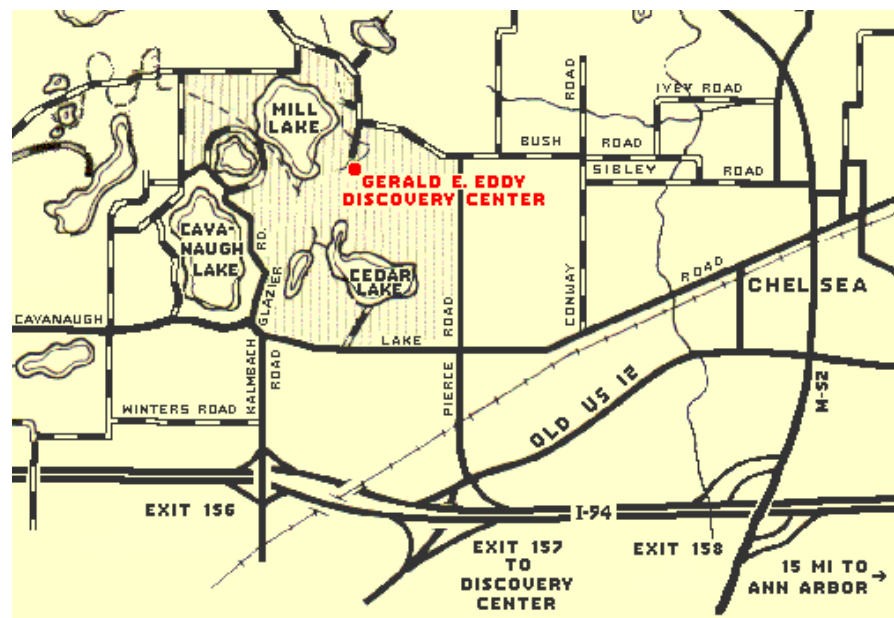 IVEY ROAD
MILL
LAKE
ROAD
BUSH ROAD
SIBLEY ROAD
GERALD E. EDDY
DISCOVERY CENTER
CAVA-
NAUGH
LAKE
GLAZIER RD.
CEDAR
LAKE
ROAD
CHELSEA
CONWAY
CAVANAUGH
LAKE
PIERCE ROAD
KALMBACH
ROAD
WINTERS ROAD
OLD US 12
M-52
EXIT 156
I-94
EXIT 157
TO
DISCOVERY
CENTER
EXIT 158
15 MI TO
ANN ARBOR